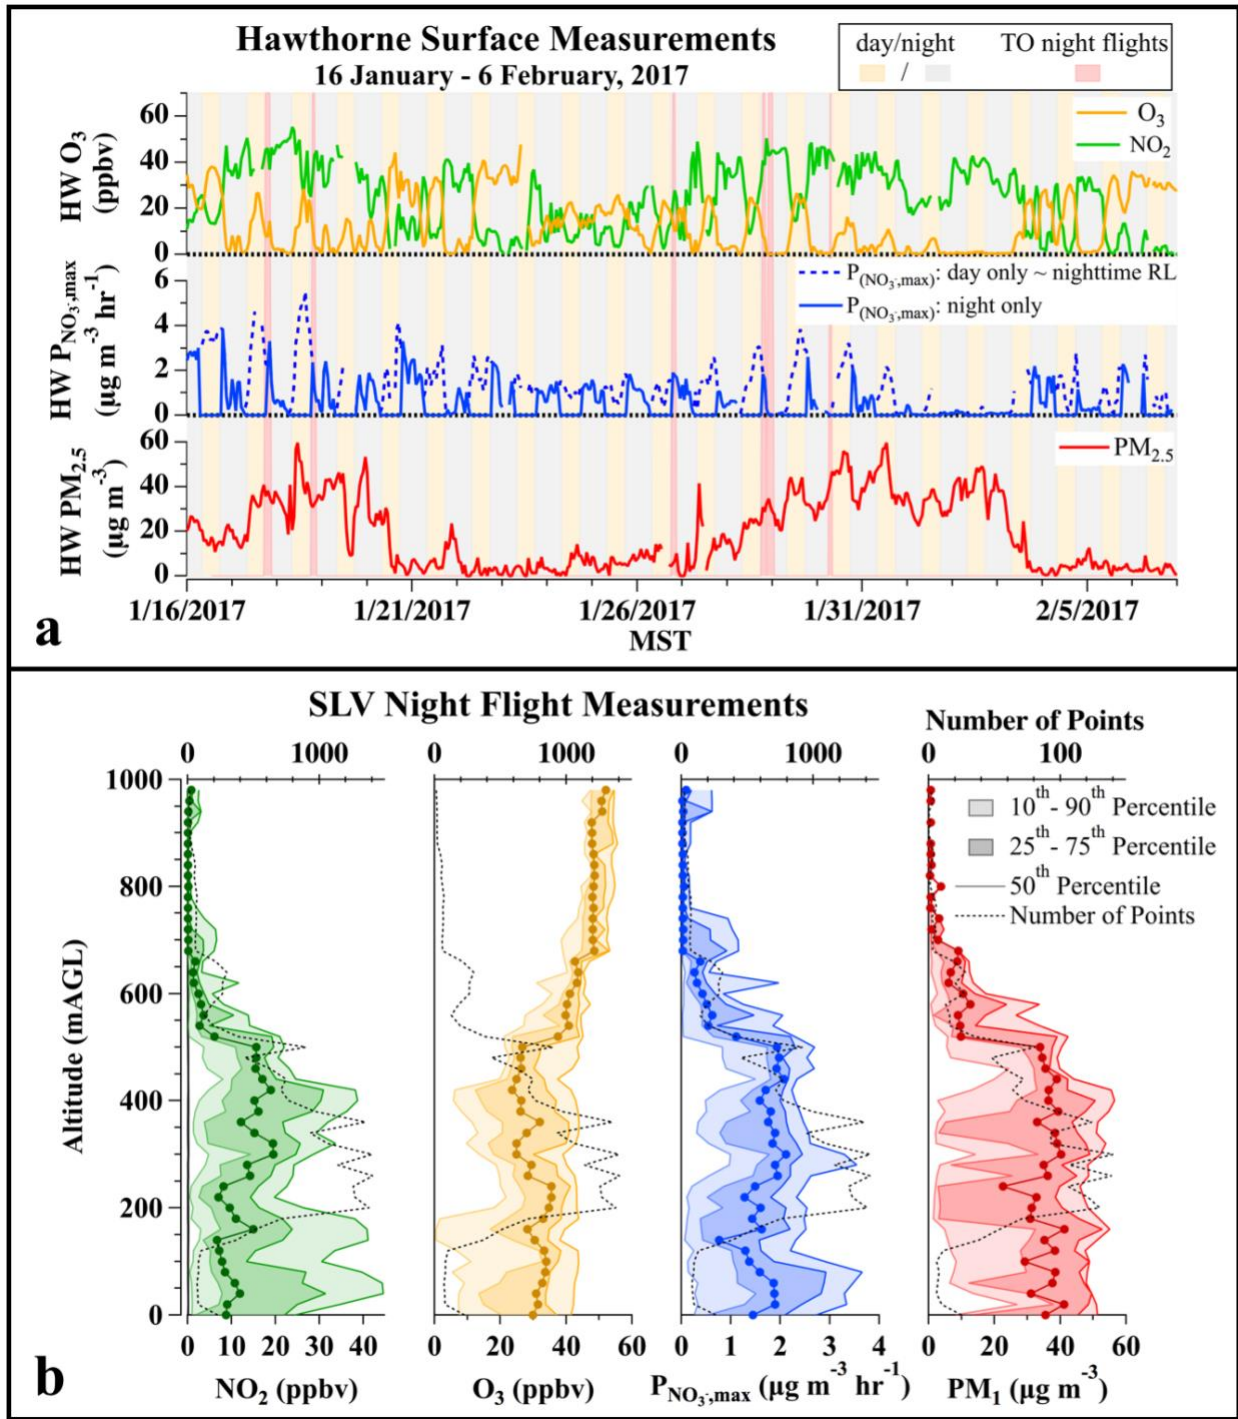 Hawthorne Surface Measurements
16 January - 6 February, 2017
day/night TO night flights
/
HW O3
(ppbv)
60
40
20
0
O3
NO2
HW PNO3-,max
(µg m-3 hr-1)
6
4
2
0
P(NO3-,max): day only ~ nighttime RL
P(NO3-,max): night only
HW PM2.5
(µg m-3)
60
40
20
0
PM2.5
1/16/2017 1/21/2017 1/26/2017 1/31/2017 2/5/2017
MST
a
SLV Night Flight Measurements
Number of Points
0 1000 0 1000 0 1000 0 100
Altitude (mAGL)
1000
800
600
400
200
0
10th - 90th Percentile
25th - 75th Percentile
50th Percentile
Number of Points
0 10 20 30 40 0 20 40 60 0 1 2 3 4 0 20 40 60
NO2 (ppbv) O3 (ppbv) PNO3-,max (µg m-3 hr-1) PM1 (µg m-3)
b